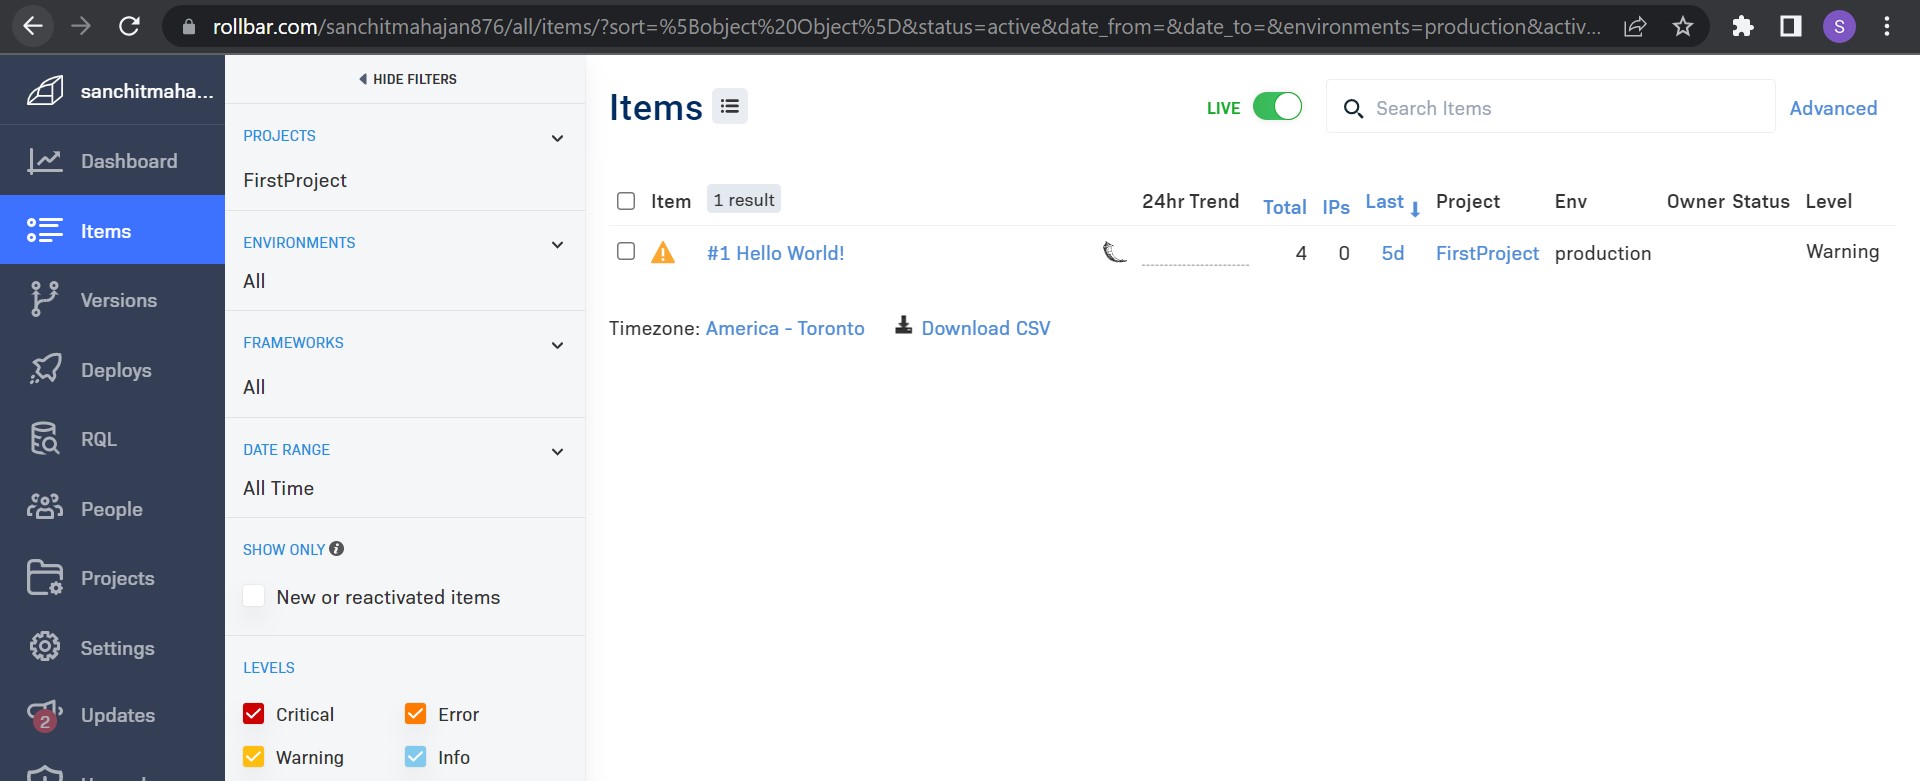 rollbar.com/sanchitmahajan876/all/items/?sort=%5Bobject%20Object%5D&status=active&date_from=&date_to=&environments=production&activ...
S
sanchitmaha...
Dashboard
Items
Versions
Deploys
RQL
People
Projects
Settings
2
Updates
HIDE FILTERS
PROJECTS
FirstProject
ENVIRONMENTS
All
FRAMEWORKS
All
DATE RANGE
All Time
SHOW ONLY
New or reactivated items
LEVELS
Critical
Error
Warning
Info
Items
LIVE
Search Items
Advanced
Item 1 result 24hr Trend Total IPs Last Project Env Owner Status Level
#1 Hello World! 4 0 5d FirstProject production Warning
Timezone: America - Toronto Download CSV